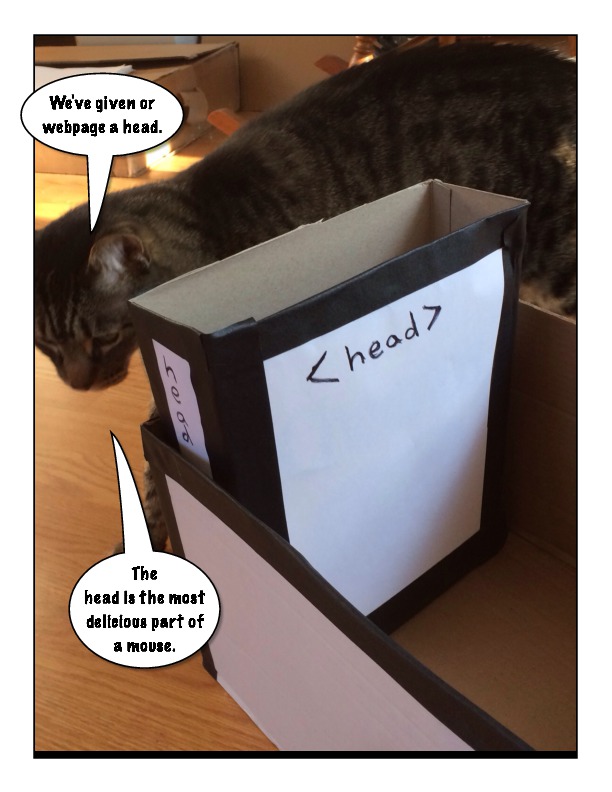 We've given or
webpage a head.
<head>
head
The
head is the most
delicious part of
a mouse.